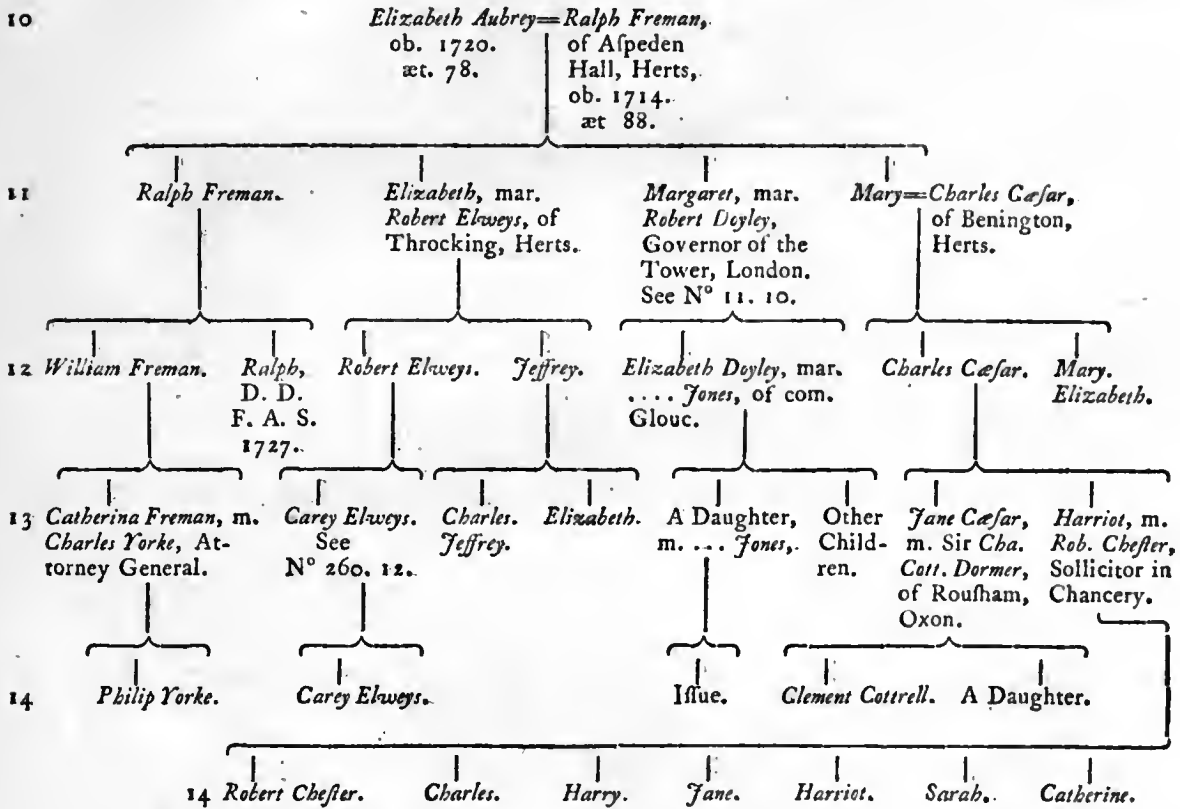 10 Elizabeth Aubrey=Ralph Freman,
ob. 1720. of Aſpeden
æt. 78. Hall, Herts,
ob. 1714.
æt 88.
11 Ralph Freman. Elizabeth, mar. Margaret, mar. Mary=Charles Cæſar,
Robert Elweys, of Robert Doyley, of Benington,
Throcking, Herts. Governor of the Herts.
Tower, London.
See N° 11. 10.
12 William Freman. Ralph, Robert Elweys. Jeffrey. Elizabeth Doyley, mar. Charles Cæſar. Mary.
D. D. .... Jones, of com. Elizabeth.
F. A. S. Glouc.
1727.
13 Catherina Freman, m. Carey Elweys. Charles. Elizabeth. A Daughter, Other Jane Cæſar, Harriot, m.
Charles Yorke, At- See Jeffrey. m. ... Jones,. Child- m. Sir Cha. Rob. Cheſter,
torney General. N° 260. 12. ren. Cott. Dormer, Sollicitor in
of Rouſham, Chancery.
Oxon.
14 Philip Yorke. Carey Elweys. Iſſue. Clement Cottrell. A Daughter.
14 Robert Cheſter. Charles. Harry. Jane. Harriot. Sarah. Catherine.